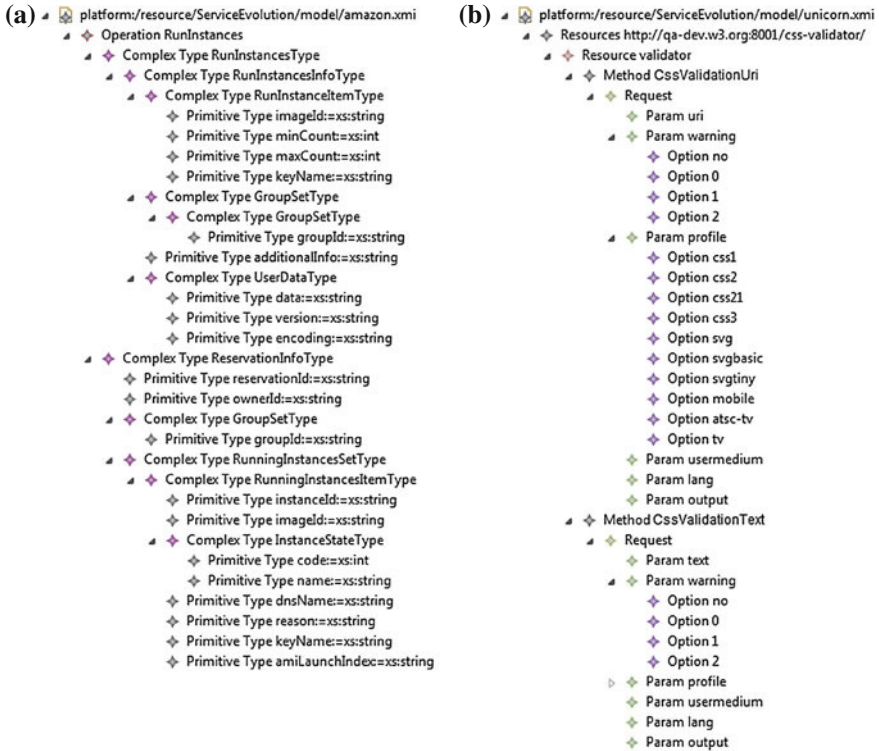 (a)
platform:/resource/ServiceEvolution/model/amazon.xmi
Operation RunInstances
Complex Type RunInstancesType
Complex Type RunInstancesInfoType
Complex Type RunInstanceItemType
Primitive Type imageId:=xs:string
Primitive Type minCount:=xs:int
Primitive Type maxCount:=xs:int
Primitive Type keyName:=xs:string
Complex Type GroupSetType
Complex Type GroupSetType
Primitive Type groupId:=xs:string
Primitive Type additionalInfo:=xs:string
Complex Type UserDataType
Primitive Type data:=xs:string
Primitive Type version:=xs:string
Primitive Type encoding:=xs:string
Complex Type ReservationInfoType
Primitive Type reservationId:=xs:string
Primitive Type ownerId:=xs:string
Complex Type GroupSetType
Primitive Type groupId:=xs:string
Complex Type RunningInstancesSetType
Complex Type RunningInstancesItemType
Primitive Type instanceId:=xs:string
Primitive Type imageId:=xs:string
Complex Type InstanceStateType
Primitive Type code:=xs:int
Primitive Type name:=xs:string
Primitive Type dnsName:=xs:string
Primitive Type reason:=xs:string
Primitive Type keyName:=xs:string
Primitive Type amiLaunchIndex:=xs:string
(b)
platform:/resource/ServiceEvolution/model/unicorn.xmi
Resources http://qa-dev.w3.org:8001/css-validator/
Resource validator
Method CssValidationUri
Request
Param uri
Param warning
Option no
Option 0
Option 1
Option 2
Param profile
Option css1
Option css2
Option css21
Option css3
Option svg
Option svgbasic
Option svgtiny
Option mobile
Option atsc-tv
Option tv
Param usermedium
Param lang
Param output
Method CssValidationText
Request
Param text
Param warning
Option no
Option 0
Option 1
Option 2
Param profile
Param usermedium
Param lang
Param output